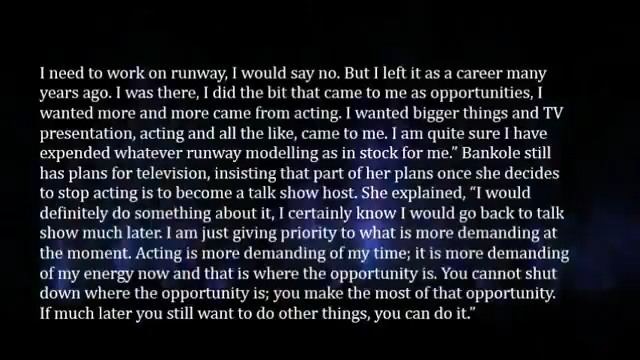 I need to work on runway, I would say no. But I left it as a career many
years ago. I was there, I did the bit that came to me as opportunities, I
wanted more and more came from acting. I wanted bigger things and TV
presentation, acting and all the like, came to me. I am quite sure I have
expended whatever runway modelling as in stock for me.” Bankole still
has plans for television, insisting that part of her plans once she decides
to stop acting is to become a talk show host. She explained, “I would
definitely do something about it, I certainly know I would go back to talk
show much later. I am just giving priority to what is more demanding at
the moment. Acting is more demanding of my time; it is more demanding
of my energy now and that is where the opportunity is. You cannot shut
down where the opportunity is; you make the most of that opportunity.
If much later you still want to do other things, you can do it.”